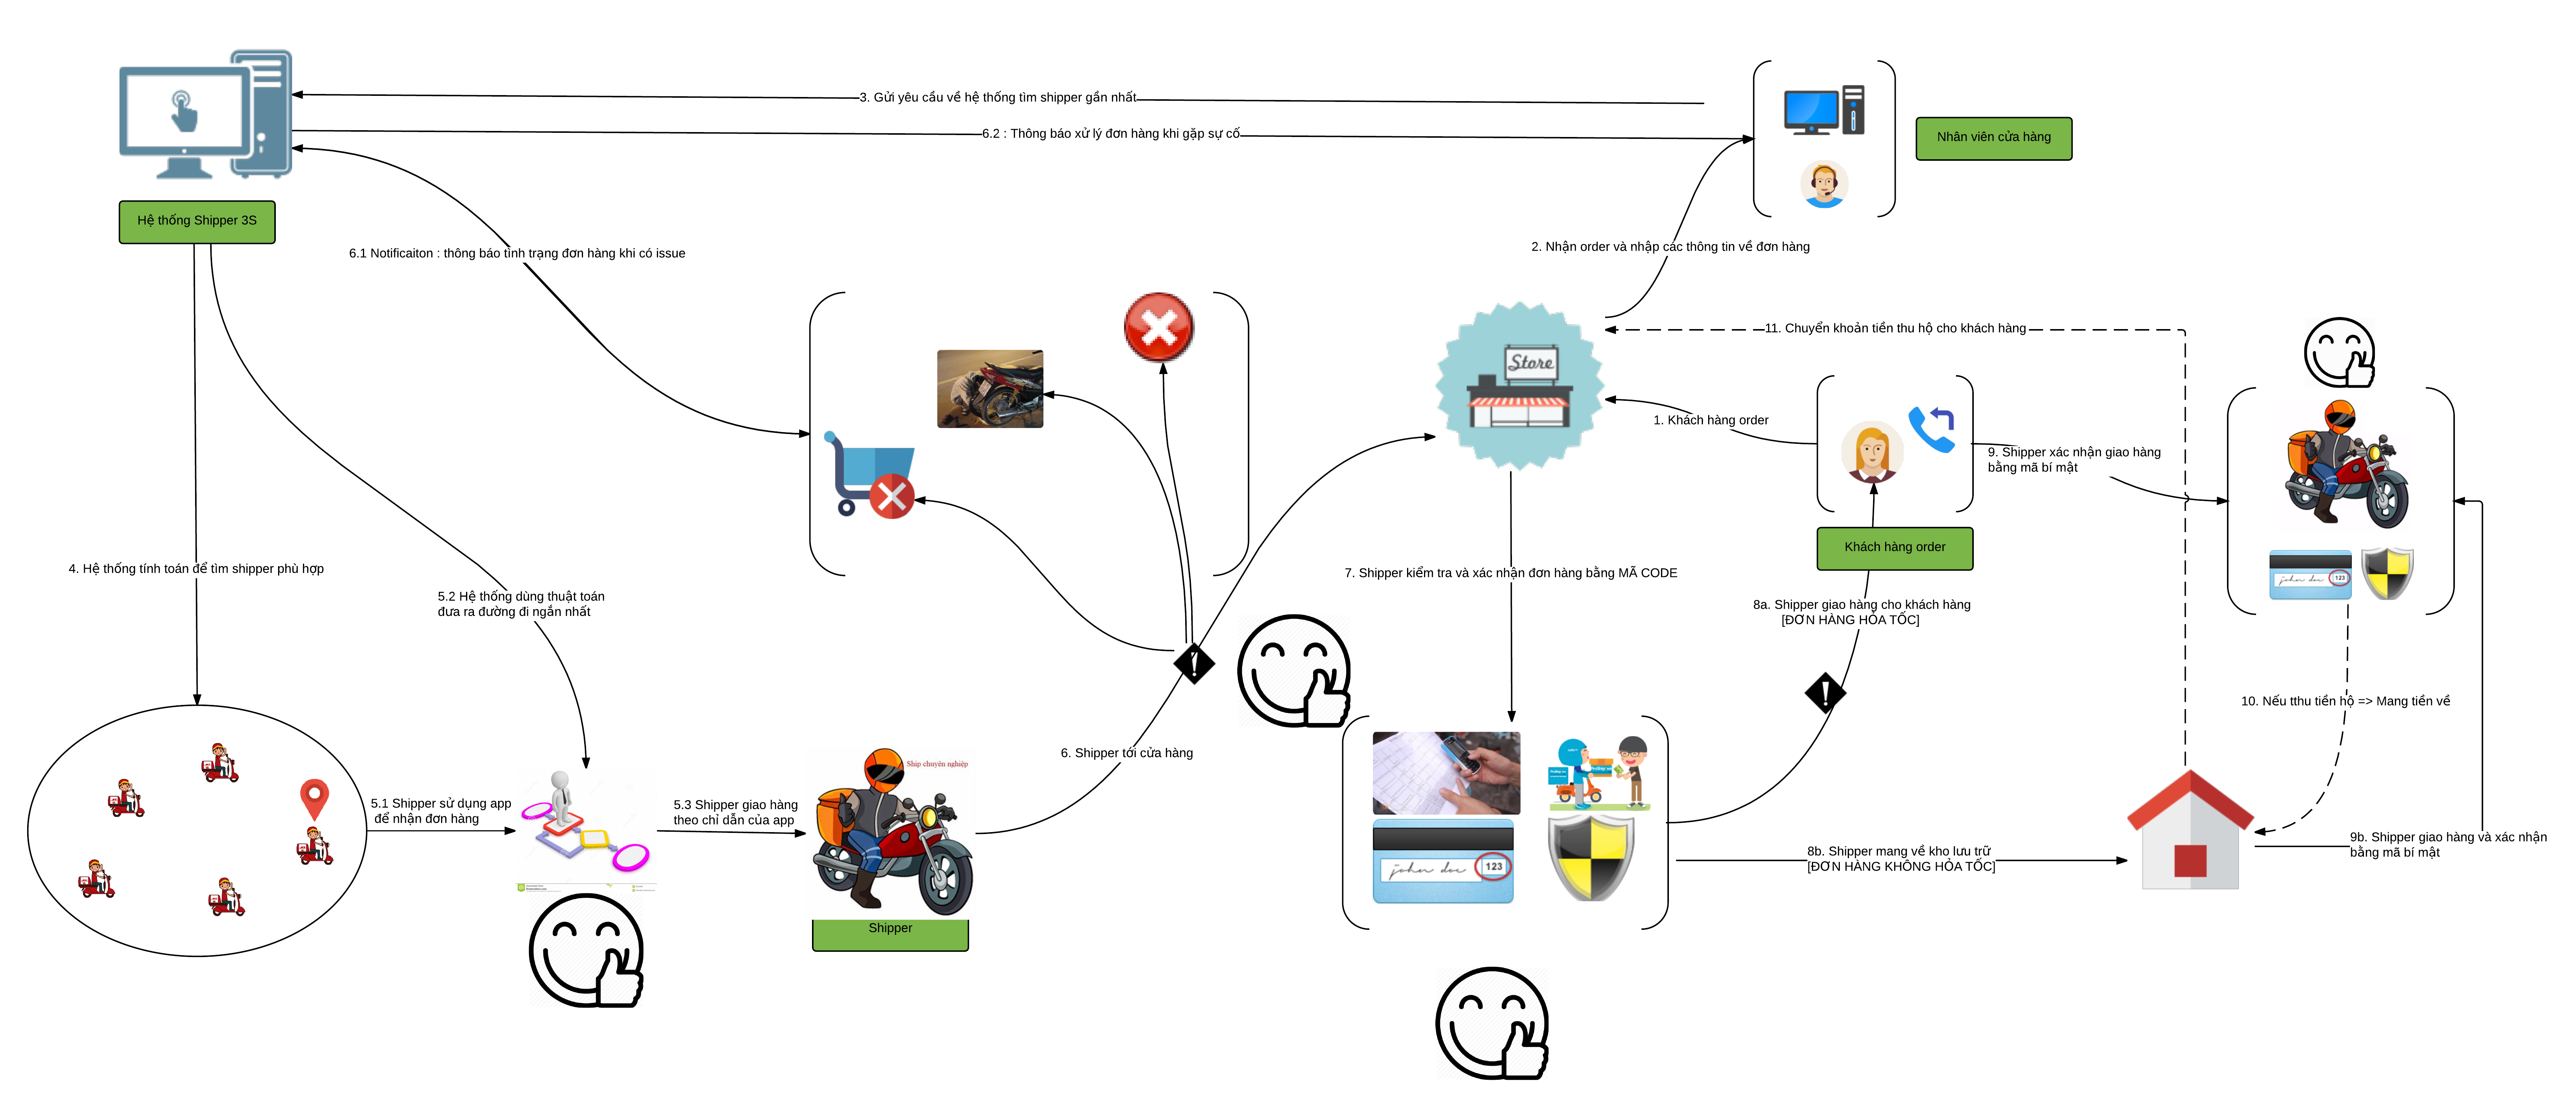 3. Gửi yêu cầu về hệ thống tìm shipper gần nhất
6.2 : Thông báo xử lý đơn hàng khi gặp sự cố
Nhân viên cửa hàng
Hệ thống Shipper 3S
6.1 Notificaiton : thông báo tình trạng đơn hàng khi có issue
2. Nhận order và nhập các thông tin về đơn hàng
11. Chuyển khoản tiền thu hộ cho khách hàng
Store
1. Khách hàng order
9. Shipper xác nhận giao hàng
bằng mã bí mật
Khách hàng order
4. Hệ thống tính toán để tìm shipper phù hợp
5.2 Hệ thống dùng thuật toán
đưa ra đường đi ngắn nhất
7. Shipper kiểm tra và xác nhận đơn hàng bằng MÃ CODE
john doe
123
8a. Shipper giao hàng cho khách hàng
[ĐƠN HÀNG HỎA TỐC]
10. Nếu tthu tiền hộ => Mang tiền về
6. Shipper tới cửa hàng
Ship chuyên nghiệp
5.1 Shipper sử dụng app
để nhận đơn hàng
5.3 Shipper giao hàng
theo chỉ dẫn của app
Shipper
john doe
123
8b. Shipper mang về kho lưu trữ
[ĐƠN HÀNG KHÔNG HỎA TỐC]
9b. Shipper giao hàng và xác nhận
bằng mã bí mật